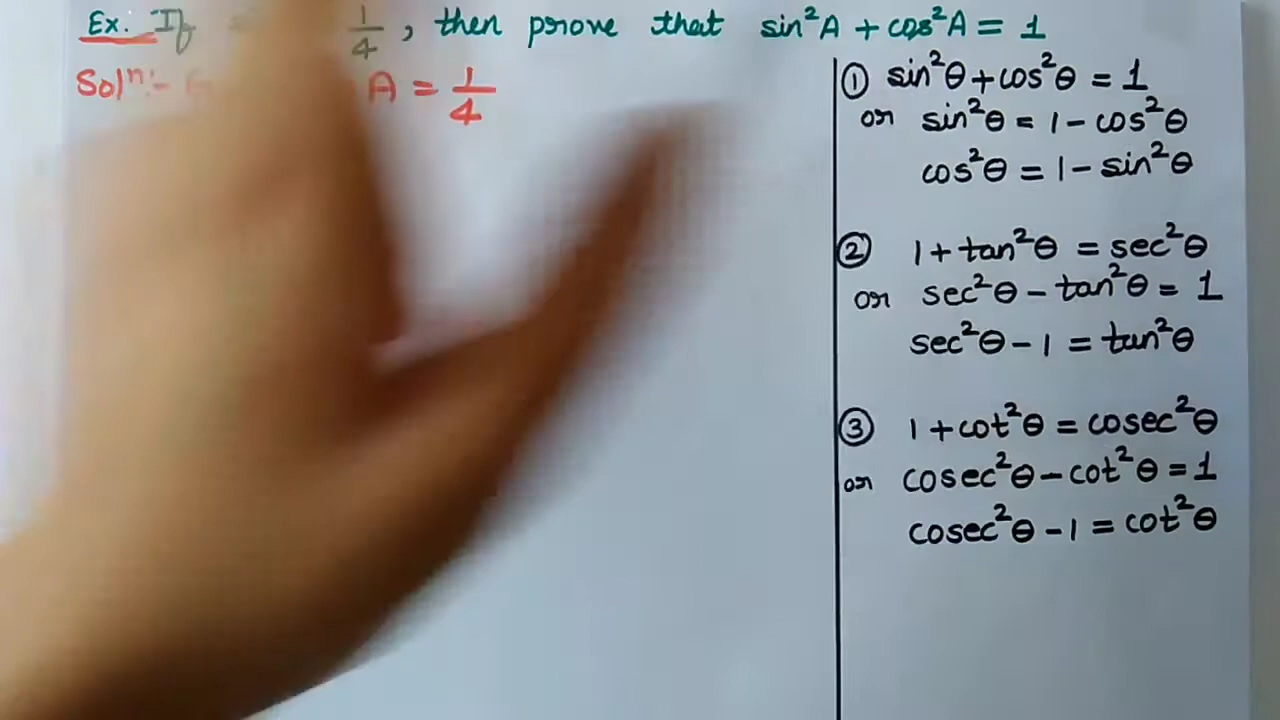 Ex. If 1/4, then prove that sin²A + cos²A = 1
Solⁿ:- A = 1/4
① sin²θ + cos²θ = 1
or sin²θ = 1 - cos²θ
cos²θ = 1 - sin²θ
② 1 + tan²θ = sec²θ
or sec²θ - tan²θ = 1
sec²θ - 1 = tan²θ
③ 1 + cot²θ = cosec²θ
or cosec²θ - cot²θ = 1
cosec²θ - 1 = cot²θ